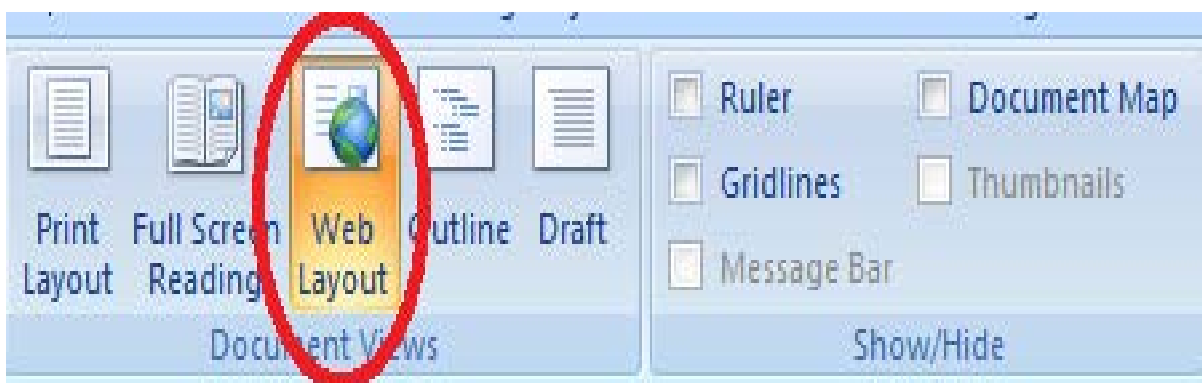 Print Layout
Full Screen Reading
Web Layout
Outline
Draft
Document Views
Ruler
Document Map
Gridlines
Thumbnails
Message Bar
Show/Hide